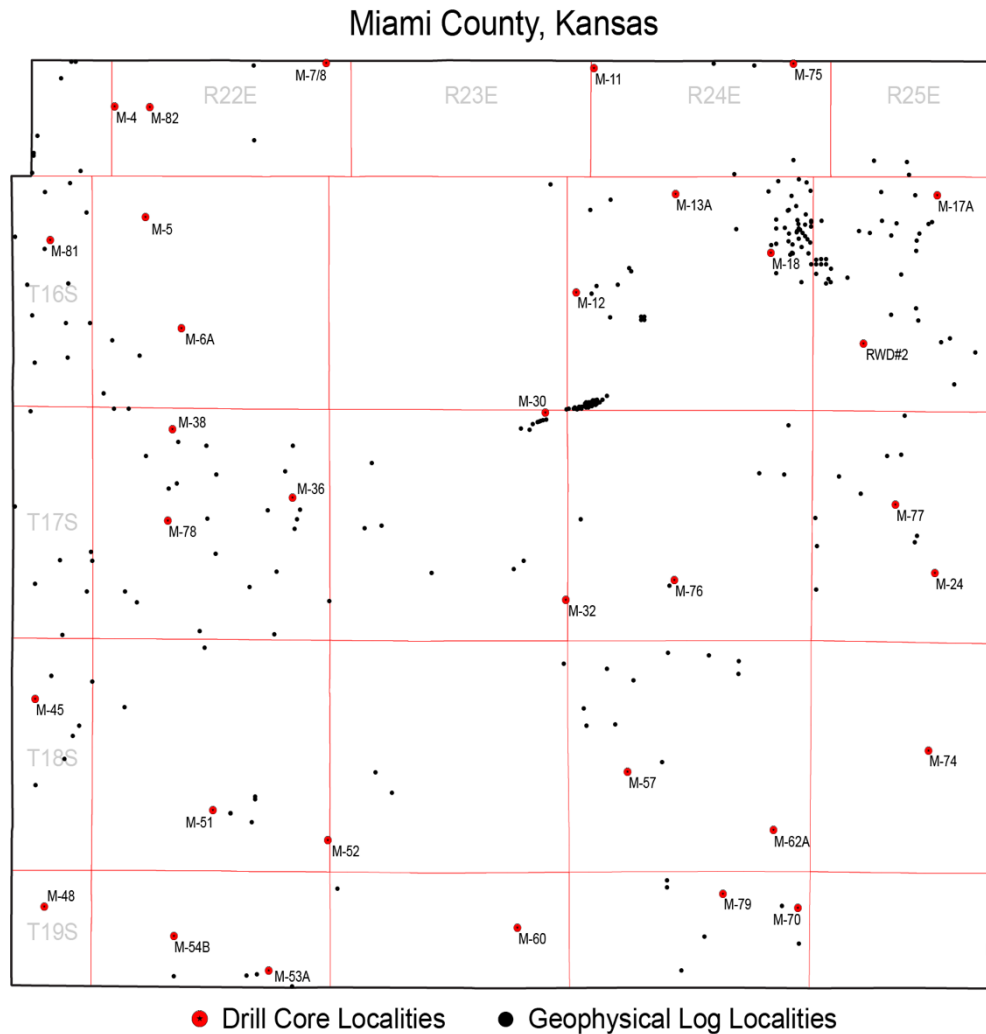 Miami County, Kansas
M-7/8
M-11
M-75
R22E
R23E
R24E
R25E
M-4
M-82
M-13A
M-17A
M-5
M-81
M-18
T16S
M-12
M-6A
RWD#2
M-30
M-38
M-36
M-77
T17S
M-78
M-24
M-76
M-32
M-45
T18S
M-74
M-57
M-51
M-62A
M-52
M-48
M-79
M-70
T19S
M-60
M-54B
M-53A
Drill Core Localities
Geophysical Log Localities